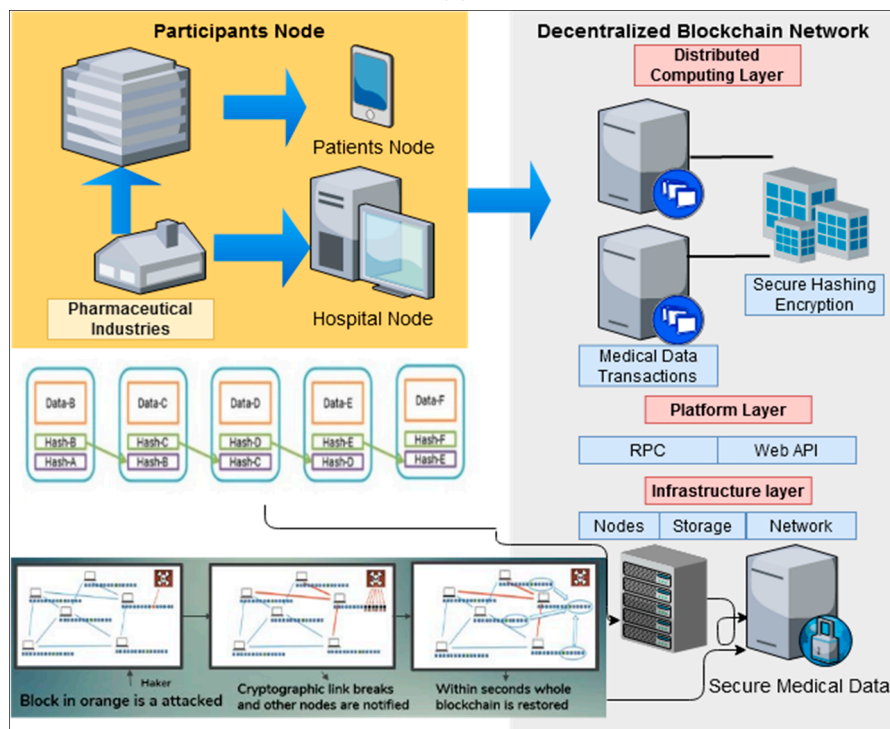 Participants Node
Patients Node
Pharmaceutical
Industries
Hospital Node
Decentralized Blockchain Network
Distributed
Computing Layer
Secure Hashing
Encryption
Medical Data
Transactions
Platform Layer
RPC
Web API
Infrastructure layer
Nodes
Storage
Network
Data-B
Data-C
Data-D
Data-E
Data-F
Hash-B
Hash-C
Hash-D
Hash-E
Hash-F
Hash-A
Hash-B
Hash-C
Hash-D
Hash-E
Haker
Block in orange is a attacked
Cryptographic link breaks
and other nodes are notified
Within seconds whole
blockchain is restored
Secure Medical Data